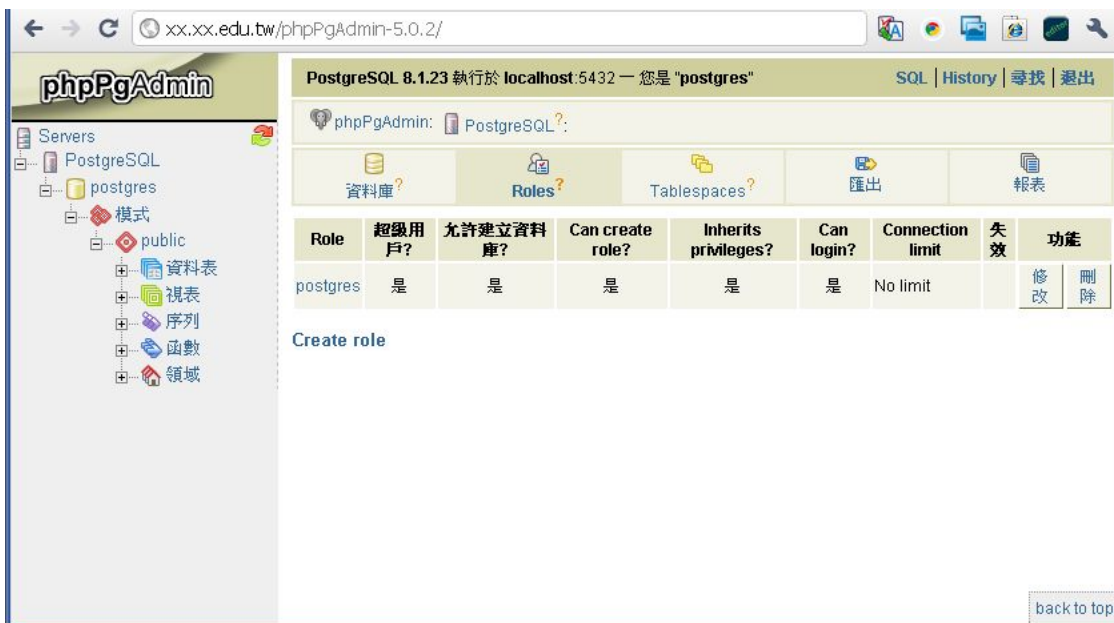 xx.xx.edu.tw/phpPgAdmin-5.0.2/
phpPgAdmin
Servers
PostgreSQL
postgres
模式
public
資料表
視表
序列
函數
領域
PostgreSQL 8.1.23 執行於 localhost:5432 — 您是 "postgres"
SQL | History | 尋找 | 退出
phpPgAdmin: PostgreSQL?:
資料庫? Roles? Tablespaces? 匯出 報表
Role 超級用戶? 允許建立資料庫? Can create role? Inherits privileges? Can login? Connection limit 失效 功能
postgres 是 是 是 是 是 No limit 修改 刪除
Create role
back to top